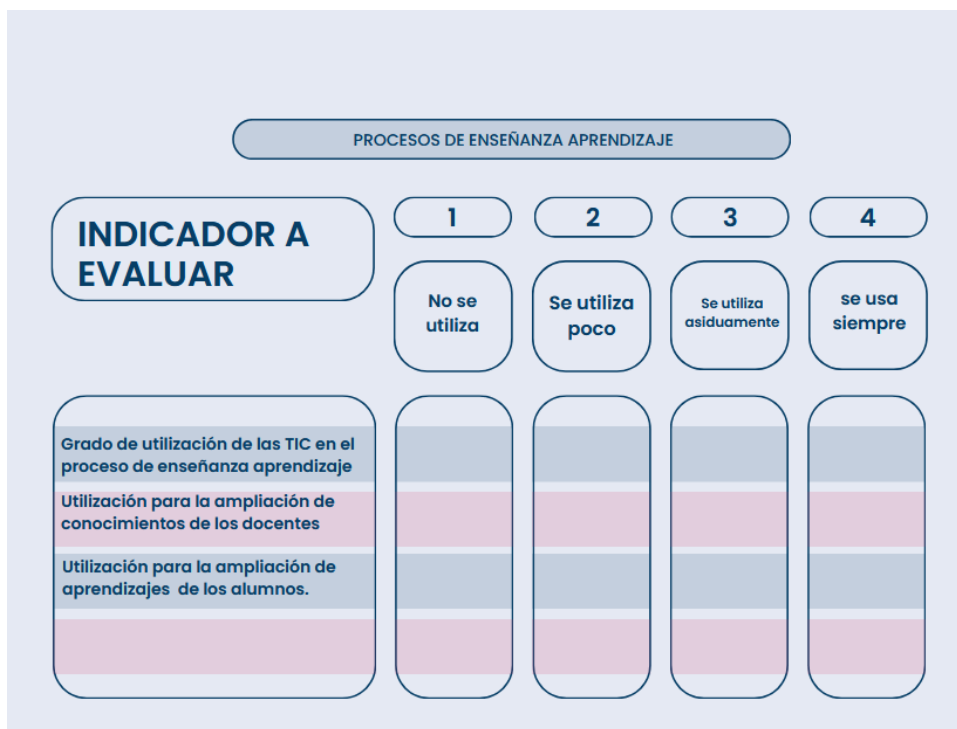 PROCESOS DE ENSEÑANZA APRENDIZAJE
INDICADOR A
EVALUAR
1
2
3
4
No se
utiliza
Se utiliza
poco
Se utiliza
asiduamente
se usa
siempre
Grado de utilización de las TIC en el
proceso de enseñanza aprendizaje
Utilización para la ampliación de
conocimientos de los docentes
Utilización para la ampliación de
aprendizajes de los alumnos.